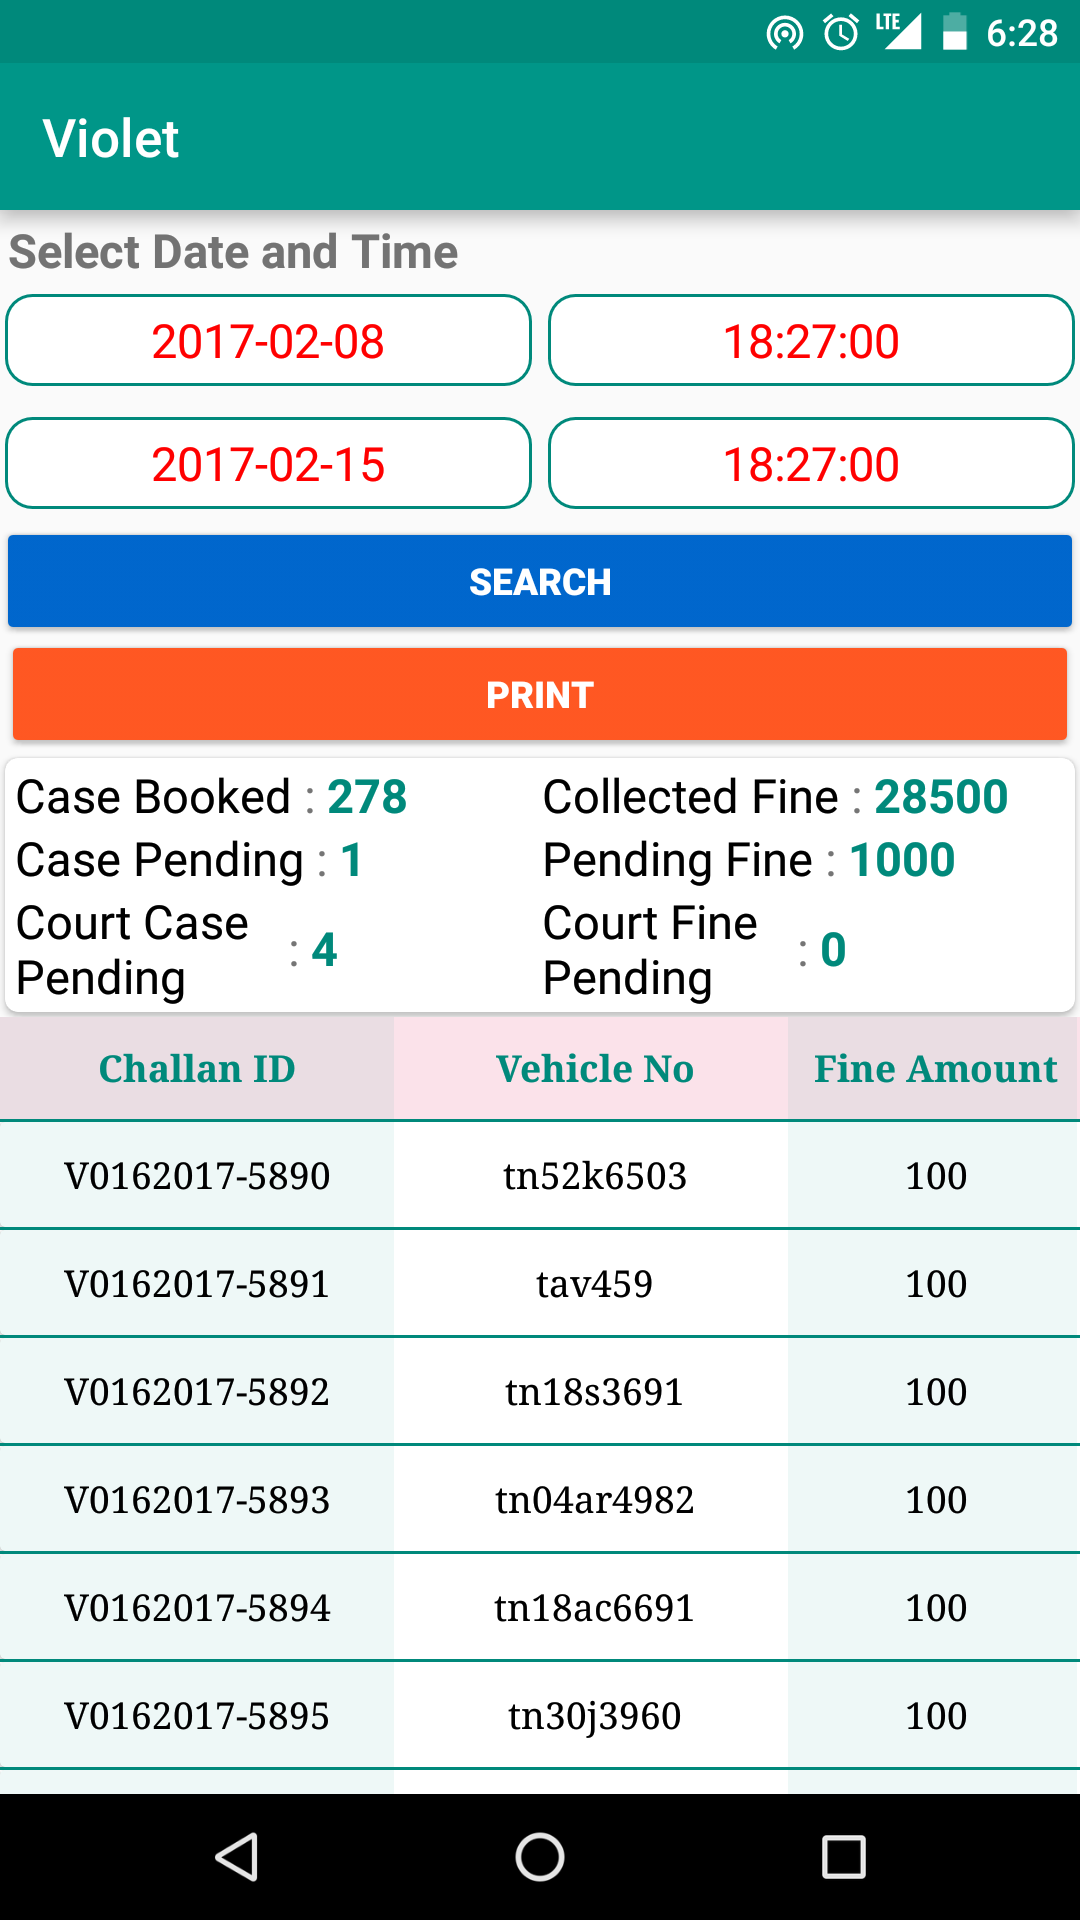 LTE 6:28
Violet
Select Date and Time
2017-02-08 18:27:00
2017-02-15 18:27:00
SEARCH
PRINT
Case Booked : 278 Collected Fine : 28500
Case Pending : 1 Pending Fine : 1000
Court Case Pending : 4 Court Fine Pending : 0
Challan ID Vehicle No Fine Amount
V0162017-5890 tn52k6503 100
V0162017-5891 tav459 100
V0162017-5892 tn18s3691 100
V0162017-5893 tn04ar4982 100
V0162017-5894 tn18ac6691 100
V0162017-5895 tn30j3960 100